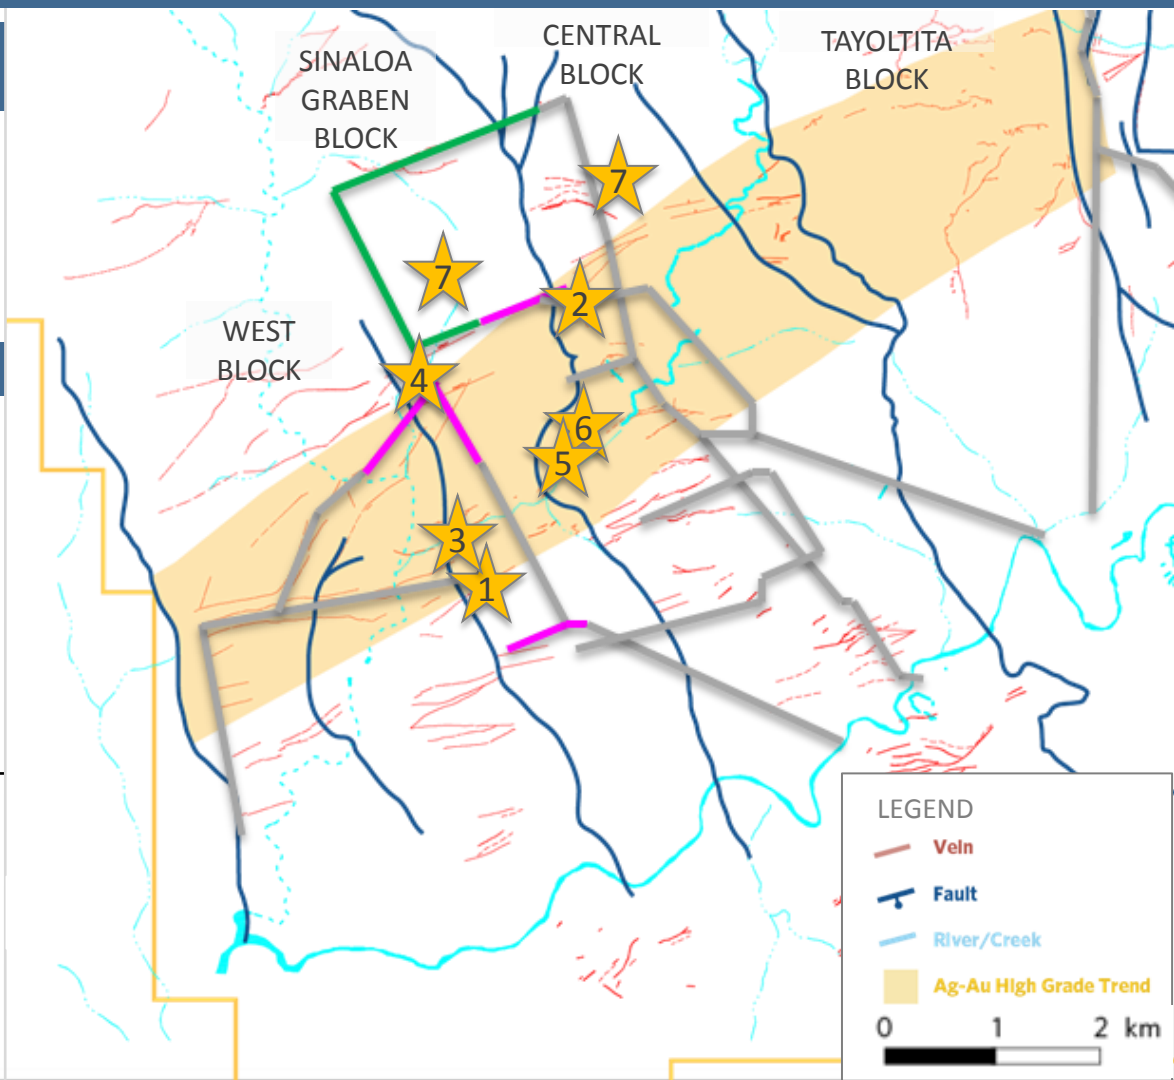 CENTRAL
BLOCK
TAYOLTITA
BLOCK
SINALOA
GRABEN
BLOCK
7
7
2
WEST
BLOCK
4
6
5
3
1
LEGEND
Vein
Fault
River/Creek
Ag-Au High Grade Trend
0 1 2 km